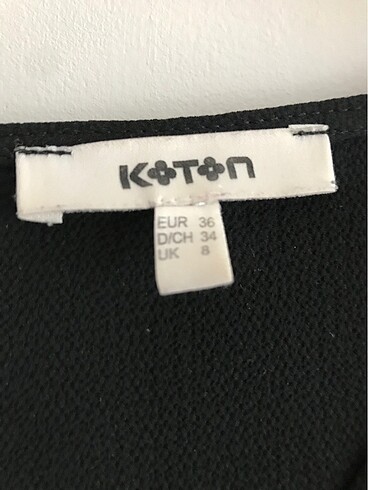 KOTON
EUR 36
D/CH 34
UK 8